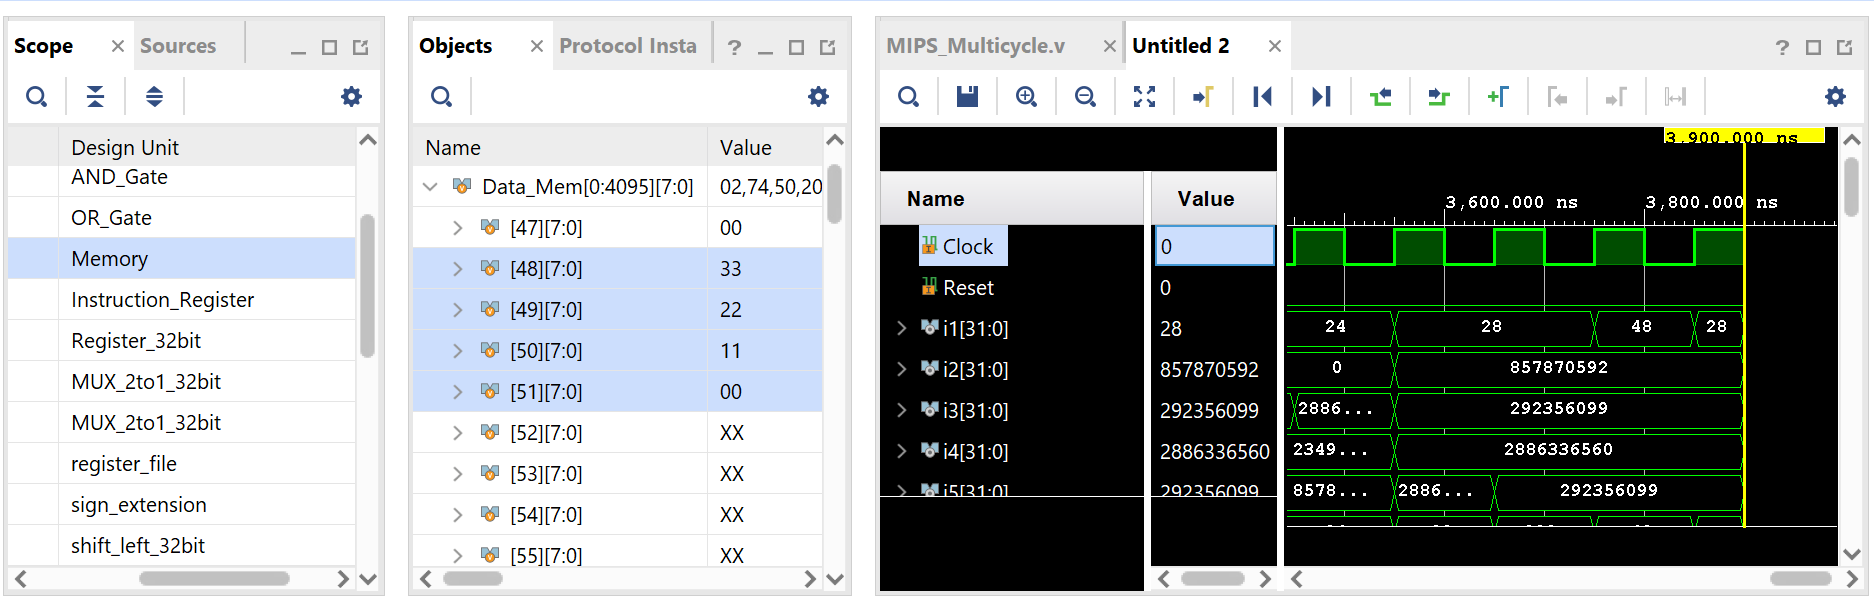 Scope
Sources
Design Unit
AND_Gate
OR_Gate
Memory
Instruction_Register
Register_32bit
MUX_2to1_32bit
MUX_2to1_32bit
register_file
sign_extension
shift_left_32bit
Objects
Protocol Insta
?
Name Value
Data_Mem[0:4095][7:0] 02,74,50,20
[47][7:0] 00
[48][7:0] 33
[49][7:0] 22
[50][7:0] 11
[51][7:0] 00
[52][7:0] XX
[53][7:0] XX
[54][7:0] XX
[55][7:0] XX
MIPS_Multicycle.v
Untitled 2
?
Name Value
Clock 0
Reset 0
i1[31:0] 28
i2[31:0] 857870592
i3[31:0] 292356099
i4[31:0] 2886336560
i5[31:0] 292356099
3,900.000 ns
3,600.000 ns 3,800.000 ns
24 28 48 28
0 857870592
2886... 292356099
2349... 2886336560
8578... 2886... 292356099